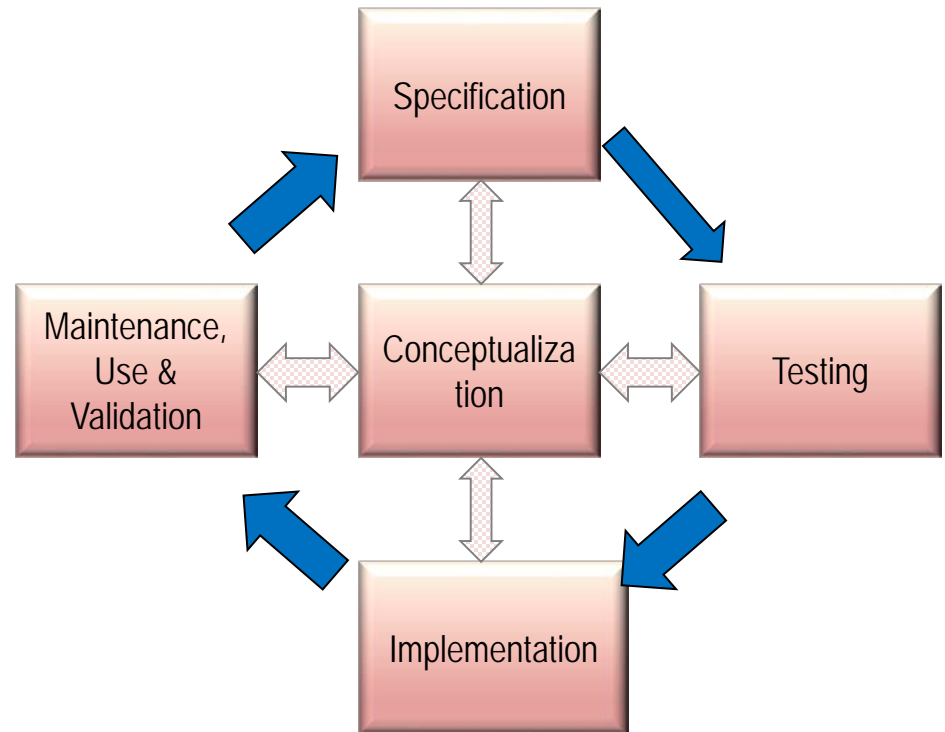 Specification
Maintenance,
Use &
Validation
Conceptualiza
tion
Testing
Implementation